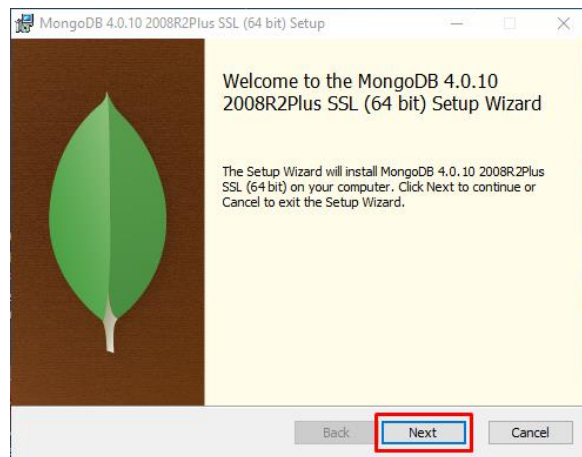 MongoDB 4.0.10 2008R2Plus SSL (64 bit) Setup
Welcome to the MongoDB 4.0.10
2008R2Plus SSL (64 bit) Setup Wizard
The Setup Wizard will install MongoDB 4.0.10 2008R2Plus
SSL (64 bit) on your computer. Click Next to continue or
Cancel to exit the Setup Wizard.
Back Next Cancel